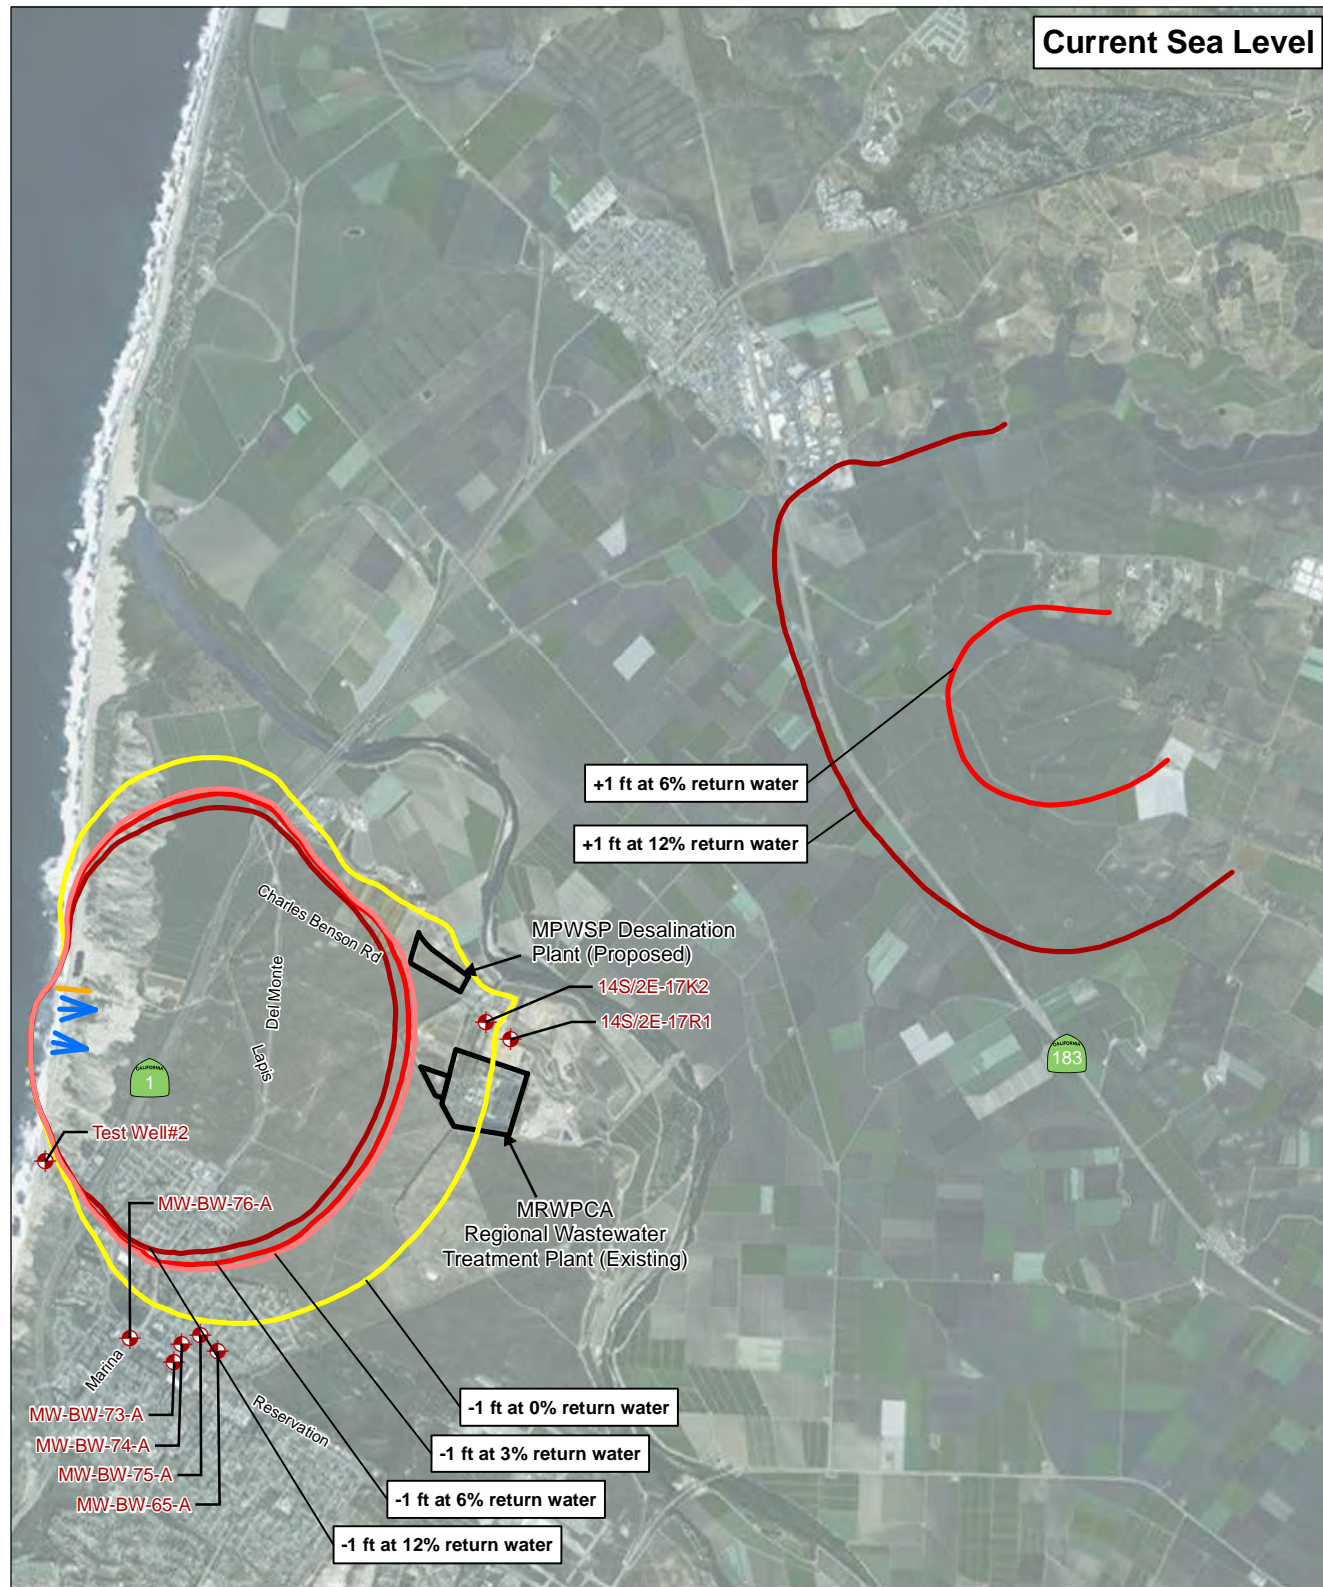 Current Sea Level
+1 ft at 6% return water
+1 ft at 12% return water
Charles Benson Rd
MPWSP Desalination
Plant (Proposed)
Del Monte
14S/2E-17K2
14S/2E-17R1
Lapis
CALIFORNIA
1
CALIFORNIA
183
Test Well#2
MW-BW-76-A
MRWPCA
Regional Wastewater
Treatment Plant (Existing)
Marina
Reservation
MW-BW-73-A
MW-BW-74-A
MW-BW-75-A
MW-BW-65-A
-1 ft at 0% return water
-1 ft at 3% return water
-1 ft at 6% return water
-1 ft at 12% return water